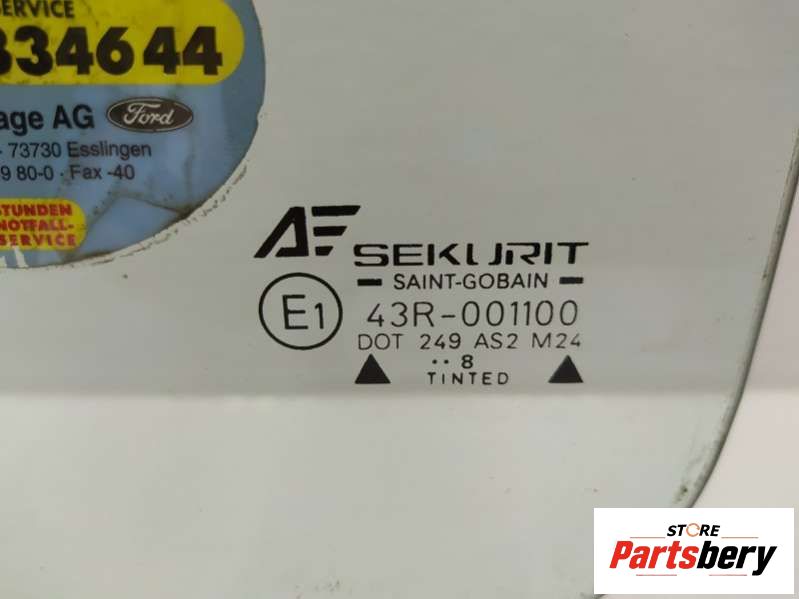 SERVICE
334644
age AG Ford
- 73730 Esslingen
9 80-0 · Fax -40
STUNDEN
NOTFALL-
SERVICE
AF SEKURIT
SAINT-GOBAIN
E1 43R-001100
DOT 249 AS2 M24
·· 8
TINTED
STORE
Partsbery